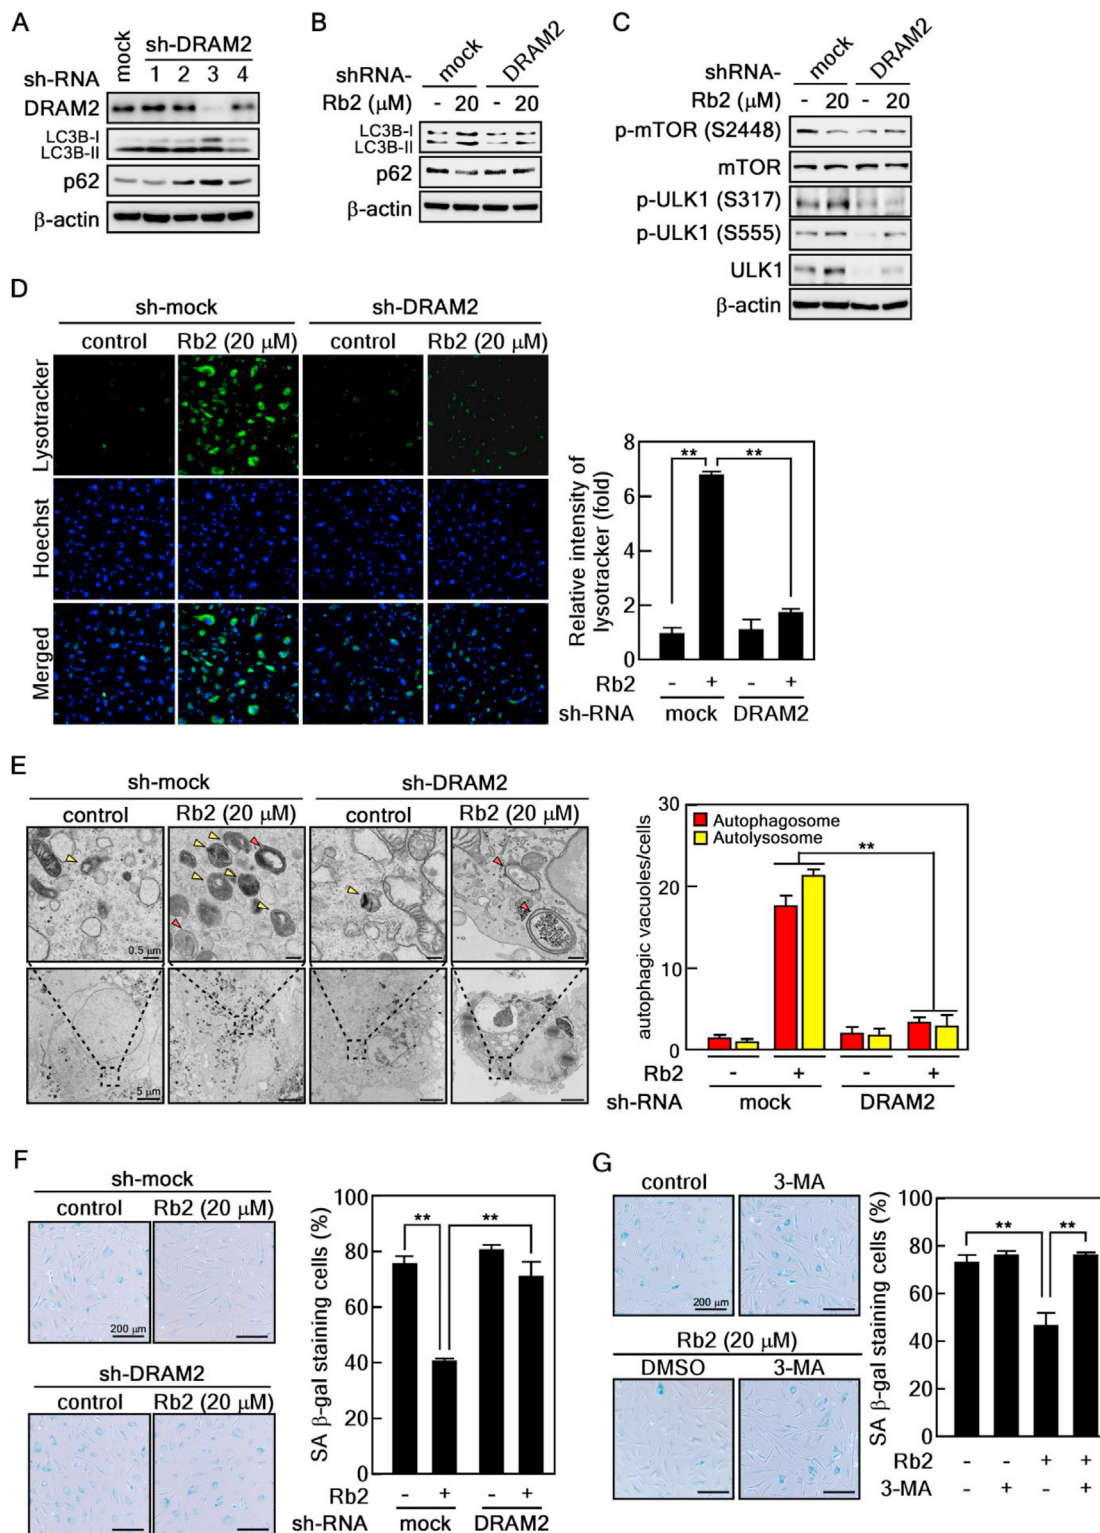 A
sh-DRAM2
mock
sh-RNA 1 2 3 4
DRAM2
LC3B-I
LC3B-II
p62
β-actin
B
shRNA- mock DRAM2
Rb2 (μM) - 20 - 20
LC3B-I
LC3B-II
p62
β-actin
C
shRNA- mock DRAM2
Rb2 (μM) - 20 - 20
p-mTOR (S2448)
mTOR
p-ULK1 (S317)
p-ULK1 (S555)
ULK1
β-actin
D
sh-mock sh-DRAM2
control Rb2 (20 μM) control Rb2 (20 μM)
Lysotracker
Hoechst
Merged
Relative intensity of
lysotracker (fold)
8
6
4
2
0
** **
Rb2 - + - +
sh-RNA mock DRAM2
E
sh-mock sh-DRAM2
control Rb2 (20 μM) control Rb2 (20 μM)
0.5 μm
5 μm
autophagic vacuoles/cells
30
20
10
0
Autophagosome
Autolysosome
**
Rb2 - + - +
sh-RNA mock DRAM2
F
sh-mock
control Rb2 (20 μM)
200 μm
sh-DRAM2
control Rb2 (20 μM)
SA β-gal staining cells (%)
100
80
60
40
20
0
** **
Rb2 - + - +
sh-RNA mock DRAM2
G
control 3-MA
200 μm
Rb2 (20 μM)
DMSO 3-MA
SA β-gal staining cells (%)
100
80
60
40
20
0
** **
Rb2 - - + +
3-MA - + - +